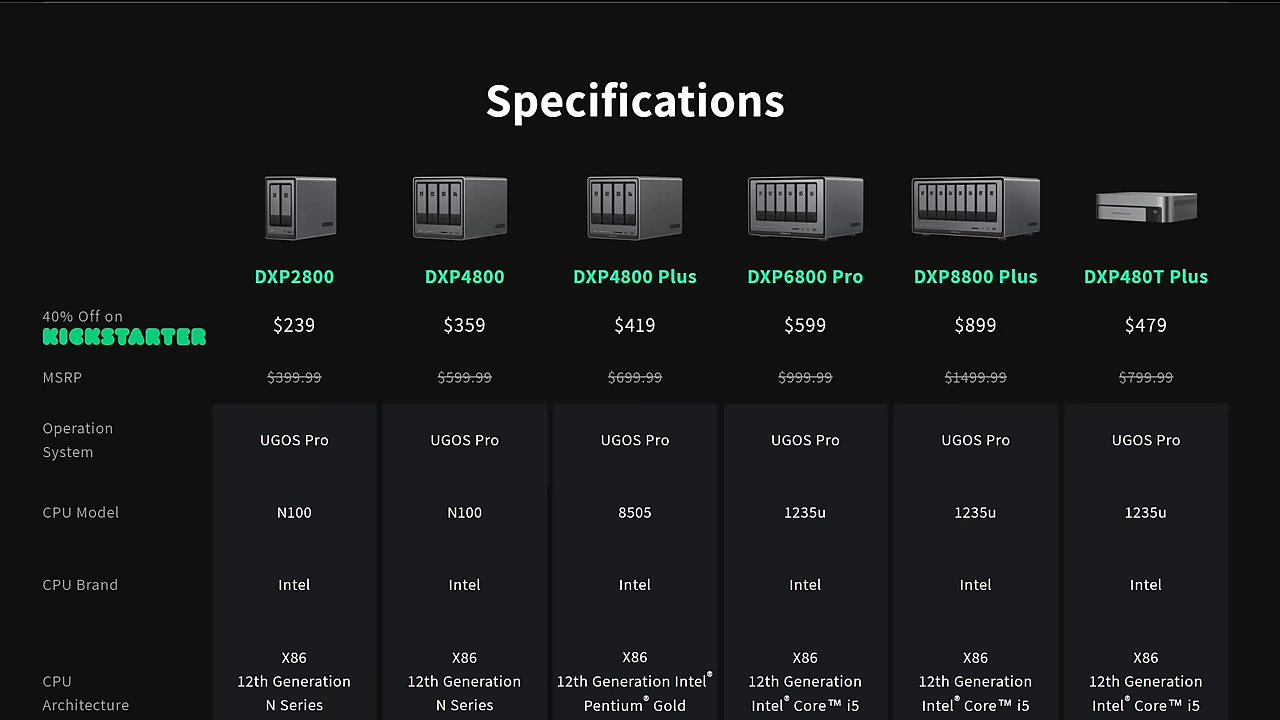 Specifications
DXP2800 DXP4800 DXP4800 Plus DXP6800 Pro DXP8800 Plus DXP480T Plus
40% Off on
KICKSTARTER $239 $359 $419 $599 $899 $479
MSRP $399.99 $599.99 $699.99 $999.99 $1499.99 $799.99
Operation
System UGOS Pro UGOS Pro UGOS Pro UGOS Pro UGOS Pro UGOS Pro
CPU Model N100 N100 8505 1235u 1235u 1235u
CPU Brand Intel Intel Intel Intel Intel Intel
X86 X86 X86 X86 X86 X86
CPU 12th Generation 12th Generation 12th Generation Intel® 12th Generation 12th Generation 12th Generation
Architecture N Series N Series Pentium® Gold Intel® Core™ i5 Intel® Core™ i5 Intel® Core™ i5